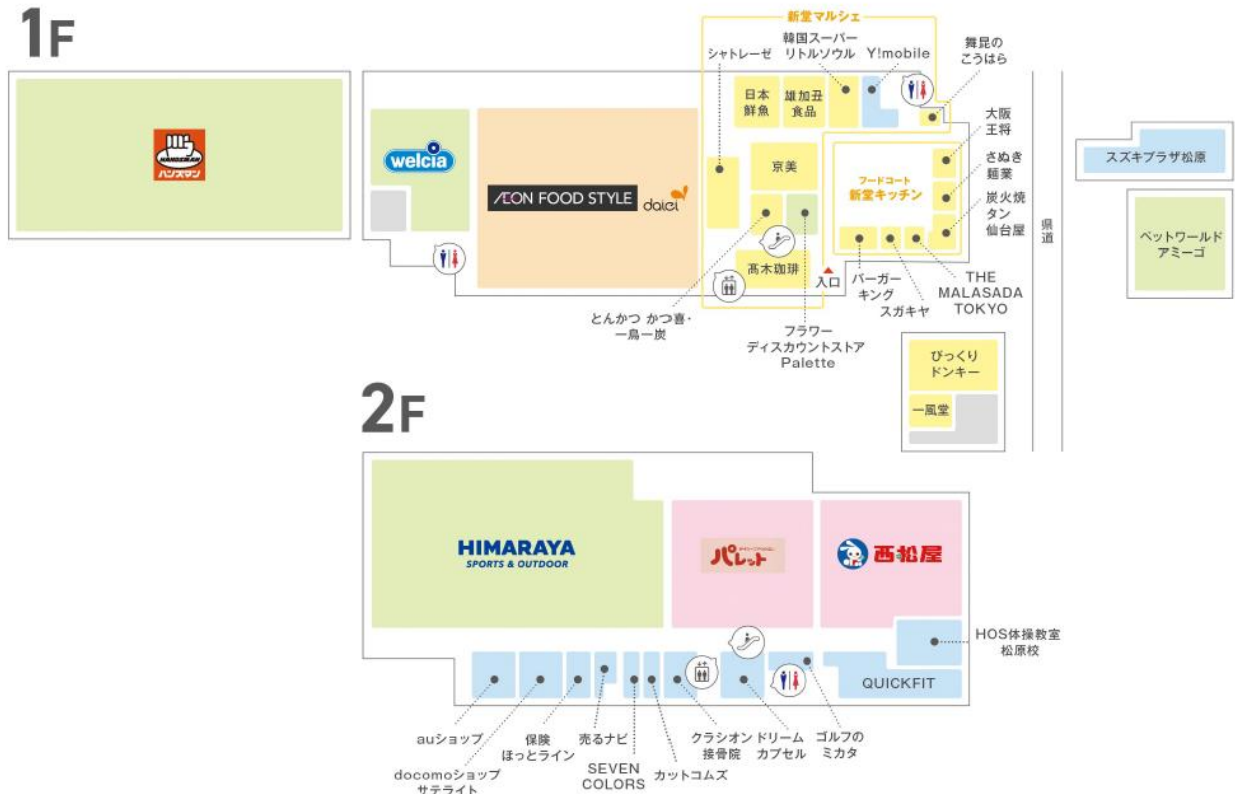 1F
新堂マルシェ
韓国スーパー
リトルソウル
シャトレーゼ
Y!mobile
舞昆の
こうはら
日本
鮮魚
雄加丑
食品
大阪
王将
HANDSMAN
ハンズマン
welcia
AEON FOOD STYLE
daiei
京美
フードコート
新堂キッチン
さぬき
麺業
炭火焼
タン
仙台屋
県道
スズキプラザ松原
ペットワールド
アミーゴ
髙木珈琲
入口
バーガー
キング
スガキヤ
THE
MALASADA
TOKYO
とんかつ かつ喜・
一鳥一炭
フラワー
ディスカウントストア
Palette
びっくり
ドンキー
一風堂
2F
HIMARAYA
SPORTS & OUTDOOR
パレット
西松屋
HOS体操教室
松原校
QUICKFIT
auショップ
docomoショップ
サテライト
保険
ほっとライン
売るナビ
SEVEN
COLORS
カットコムズ
クラシオン
接骨院
ドリーム
カプセル
ゴルフの
ミカタ